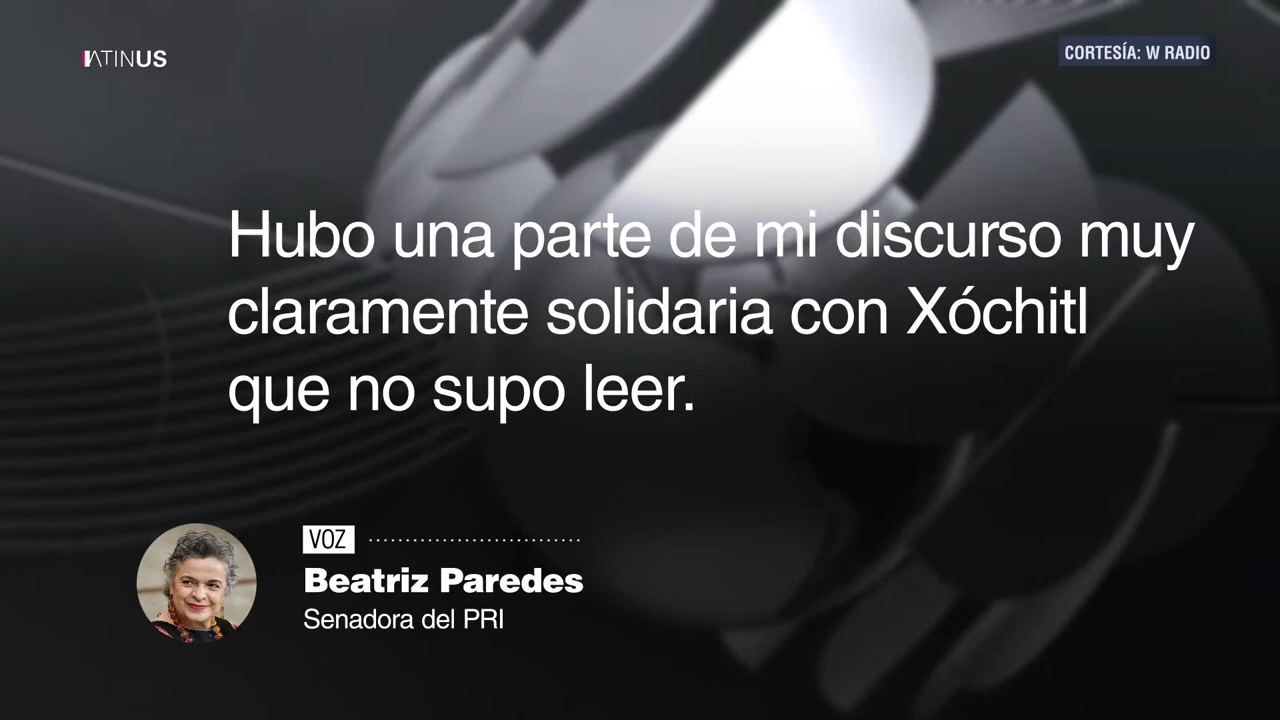 LATINUS
CORTESÍA: W RADIO
Hubo una parte de mi discurso muy
claramente solidaria con Xóchitl
que no supo leer.
VOZ
Beatriz Paredes
Senadora del PRI